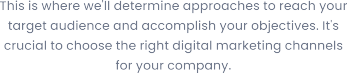 This is where we'll determine approaches to reach your
target audience and accomplish your objectives. It's
crucial to choose the right digital marketing channels
for your company.